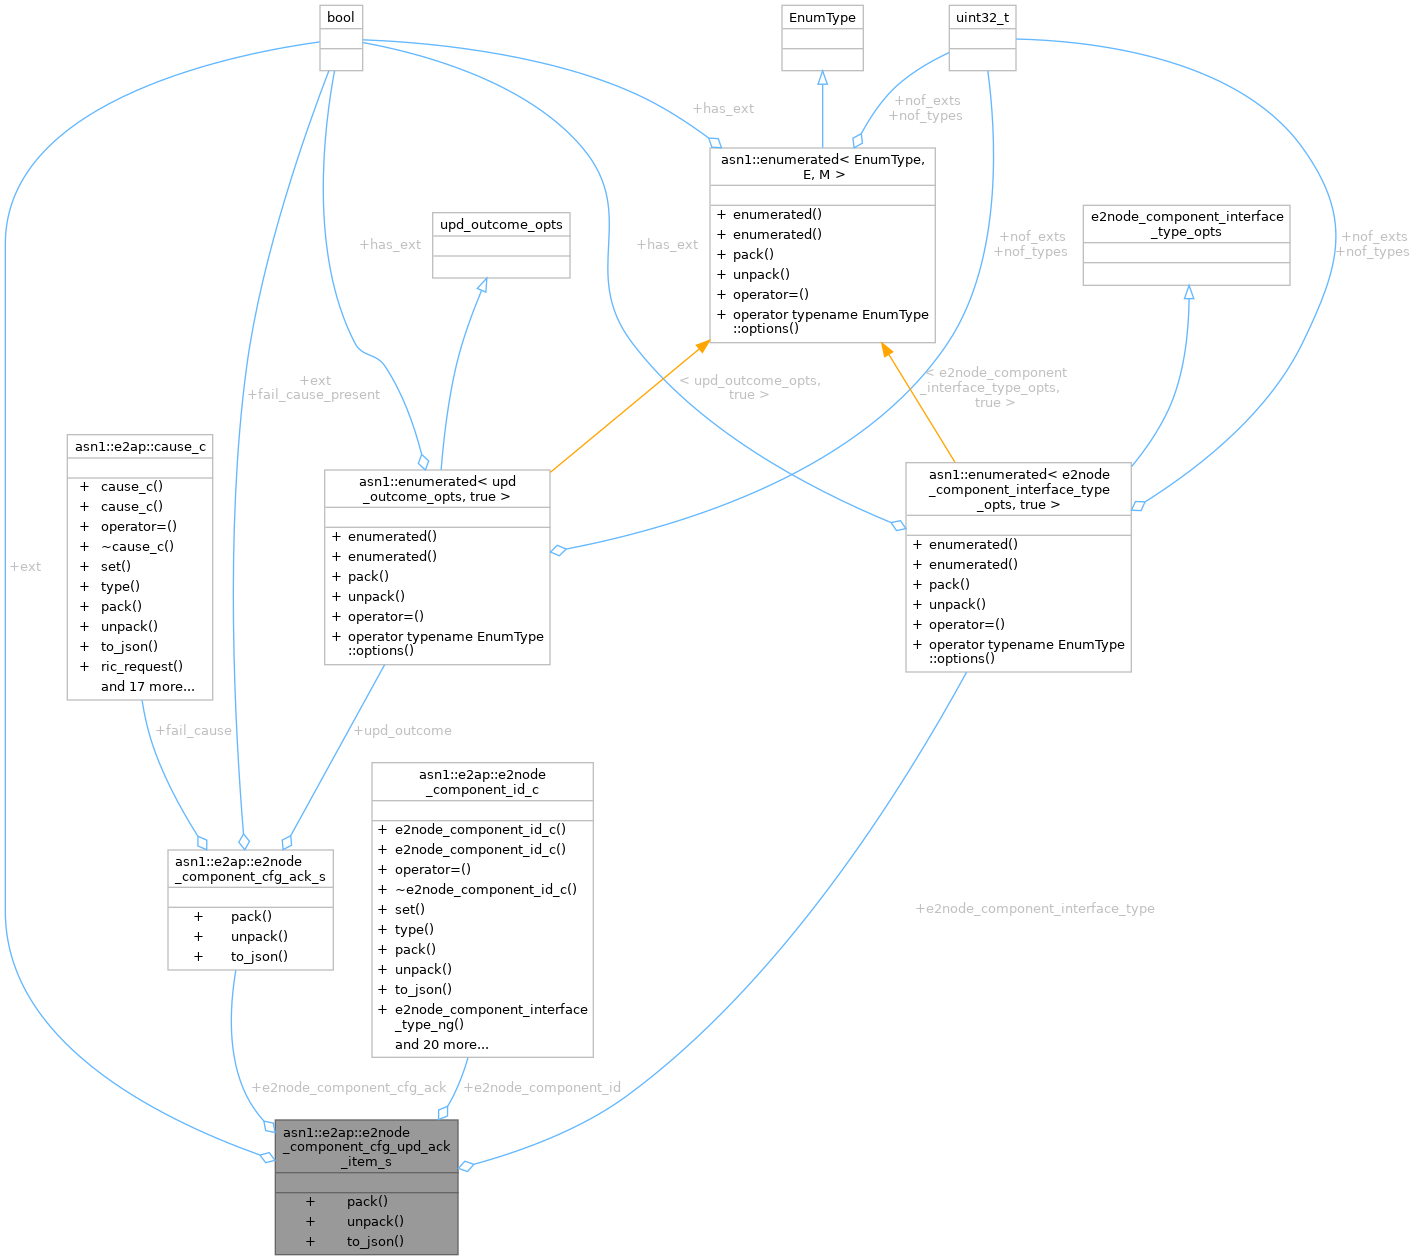 bool
EnumType
uint32_t
+has_ext
+nof_exts
+nof_types
asn1::enumerated< EnumType,
E, M >
+ enumerated()
+ enumerated()
+ pack()
+ unpack()
+ operator=()
+ operator typename EnumType
::options()
upd_outcome_opts
e2node_component_interface
_type_opts
+has_ext
+has_ext
+nof_exts
+nof_types
+nof_exts
+nof_types
+ext
+fail_cause_present
< upd_outcome_opts,
true >
< e2node_component
_interface_type_opts,
true >
asn1::e2ap::cause_c
+ cause_c()
+ cause_c()
+ operator=()
+ ~cause_c()
+ set()
+ type()
+ pack()
+ unpack()
+ to_json()
+ ric_request()
and 17 more...
+ext
asn1::enumerated< upd
_outcome_opts, true >
+ enumerated()
+ enumerated()
+ pack()
+ unpack()
+ operator=()
+ operator typename EnumType
::options()
asn1::enumerated< e2node
_component_interface_type
_opts, true >
+ enumerated()
+ enumerated()
+ pack()
+ unpack()
+ operator=()
+ operator typename EnumType
::options()
+fail_cause
+upd_outcome
asn1::e2ap::e2node
_component_id_c
+ e2node_component_id_c()
+ e2node_component_id_c()
+ operator=()
+ ~e2node_component_id_c()
+ set()
+ type()
+ pack()
+ unpack()
+ to_json()
+ e2node_component_interface
_type_ng()
and 20 more...
asn1::e2ap::e2node
_component_cfg_ack_s
+ pack()
+ unpack()
+ to_json()
+e2node_component_interface_type
+e2node_component_cfg_ack
+e2node_component_id
asn1::e2ap::e2node
_component_cfg_upd_ack
_item_s
+ pack()
+ unpack()
+ to_json()